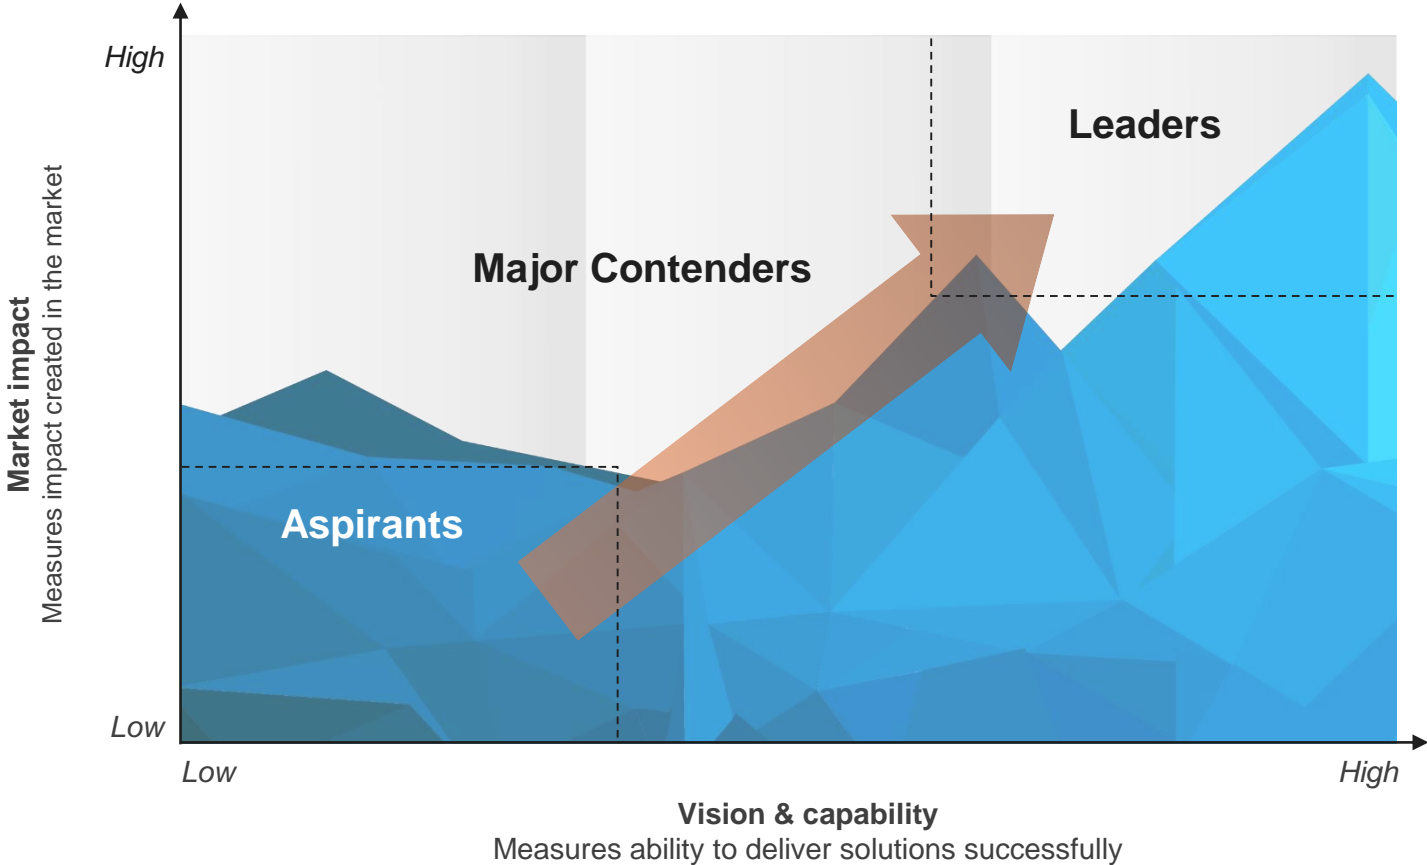 High
Leaders
Major Contenders
Market impact
Measures impact created in the market
Aspirants
Low
Low
High
Vision & capability
Measures ability to deliver solutions successfully